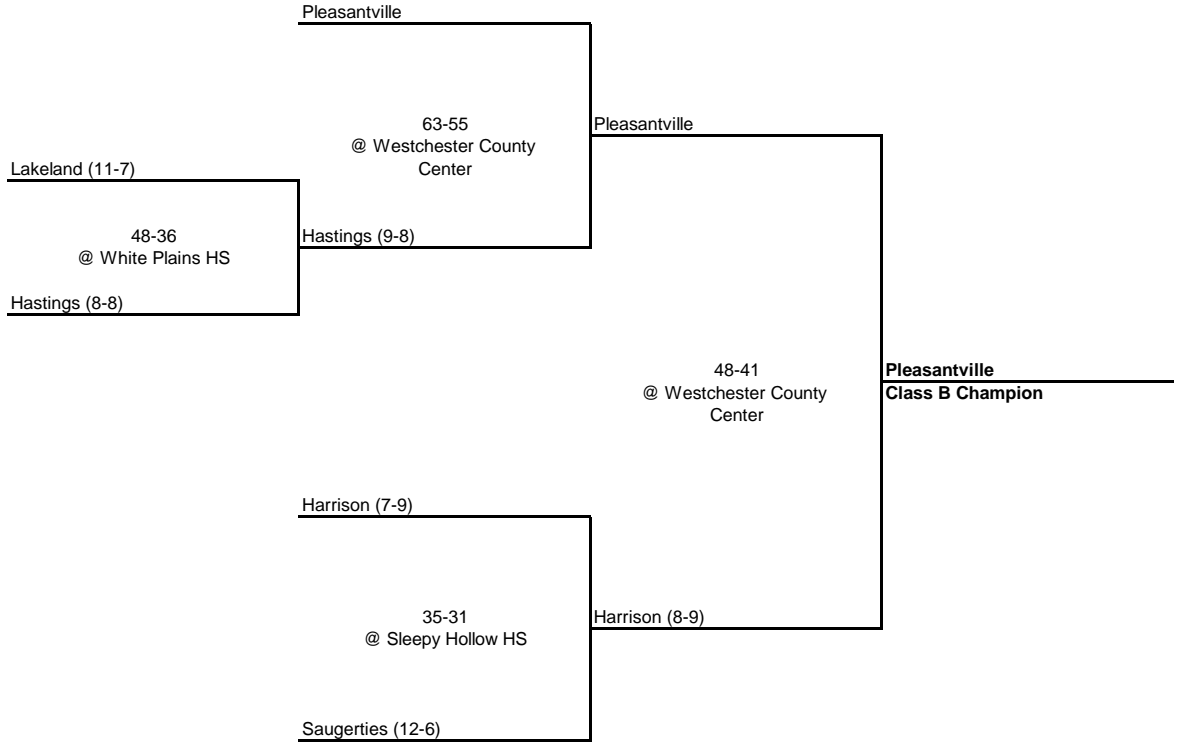 Pleasantville
63-55
@ Westchester County
Center
Pleasantville
Lakeland (11-7)
48-36
@ White Plains HS
Hastings (9-8)
Hastings (8-8)
48-41
@ Westchester County
Center
Pleasantville
Class B Champion
Harrison (7-9)
35-31
@ Sleepy Hollow HS
Harrison (8-9)
Saugerties (12-6)